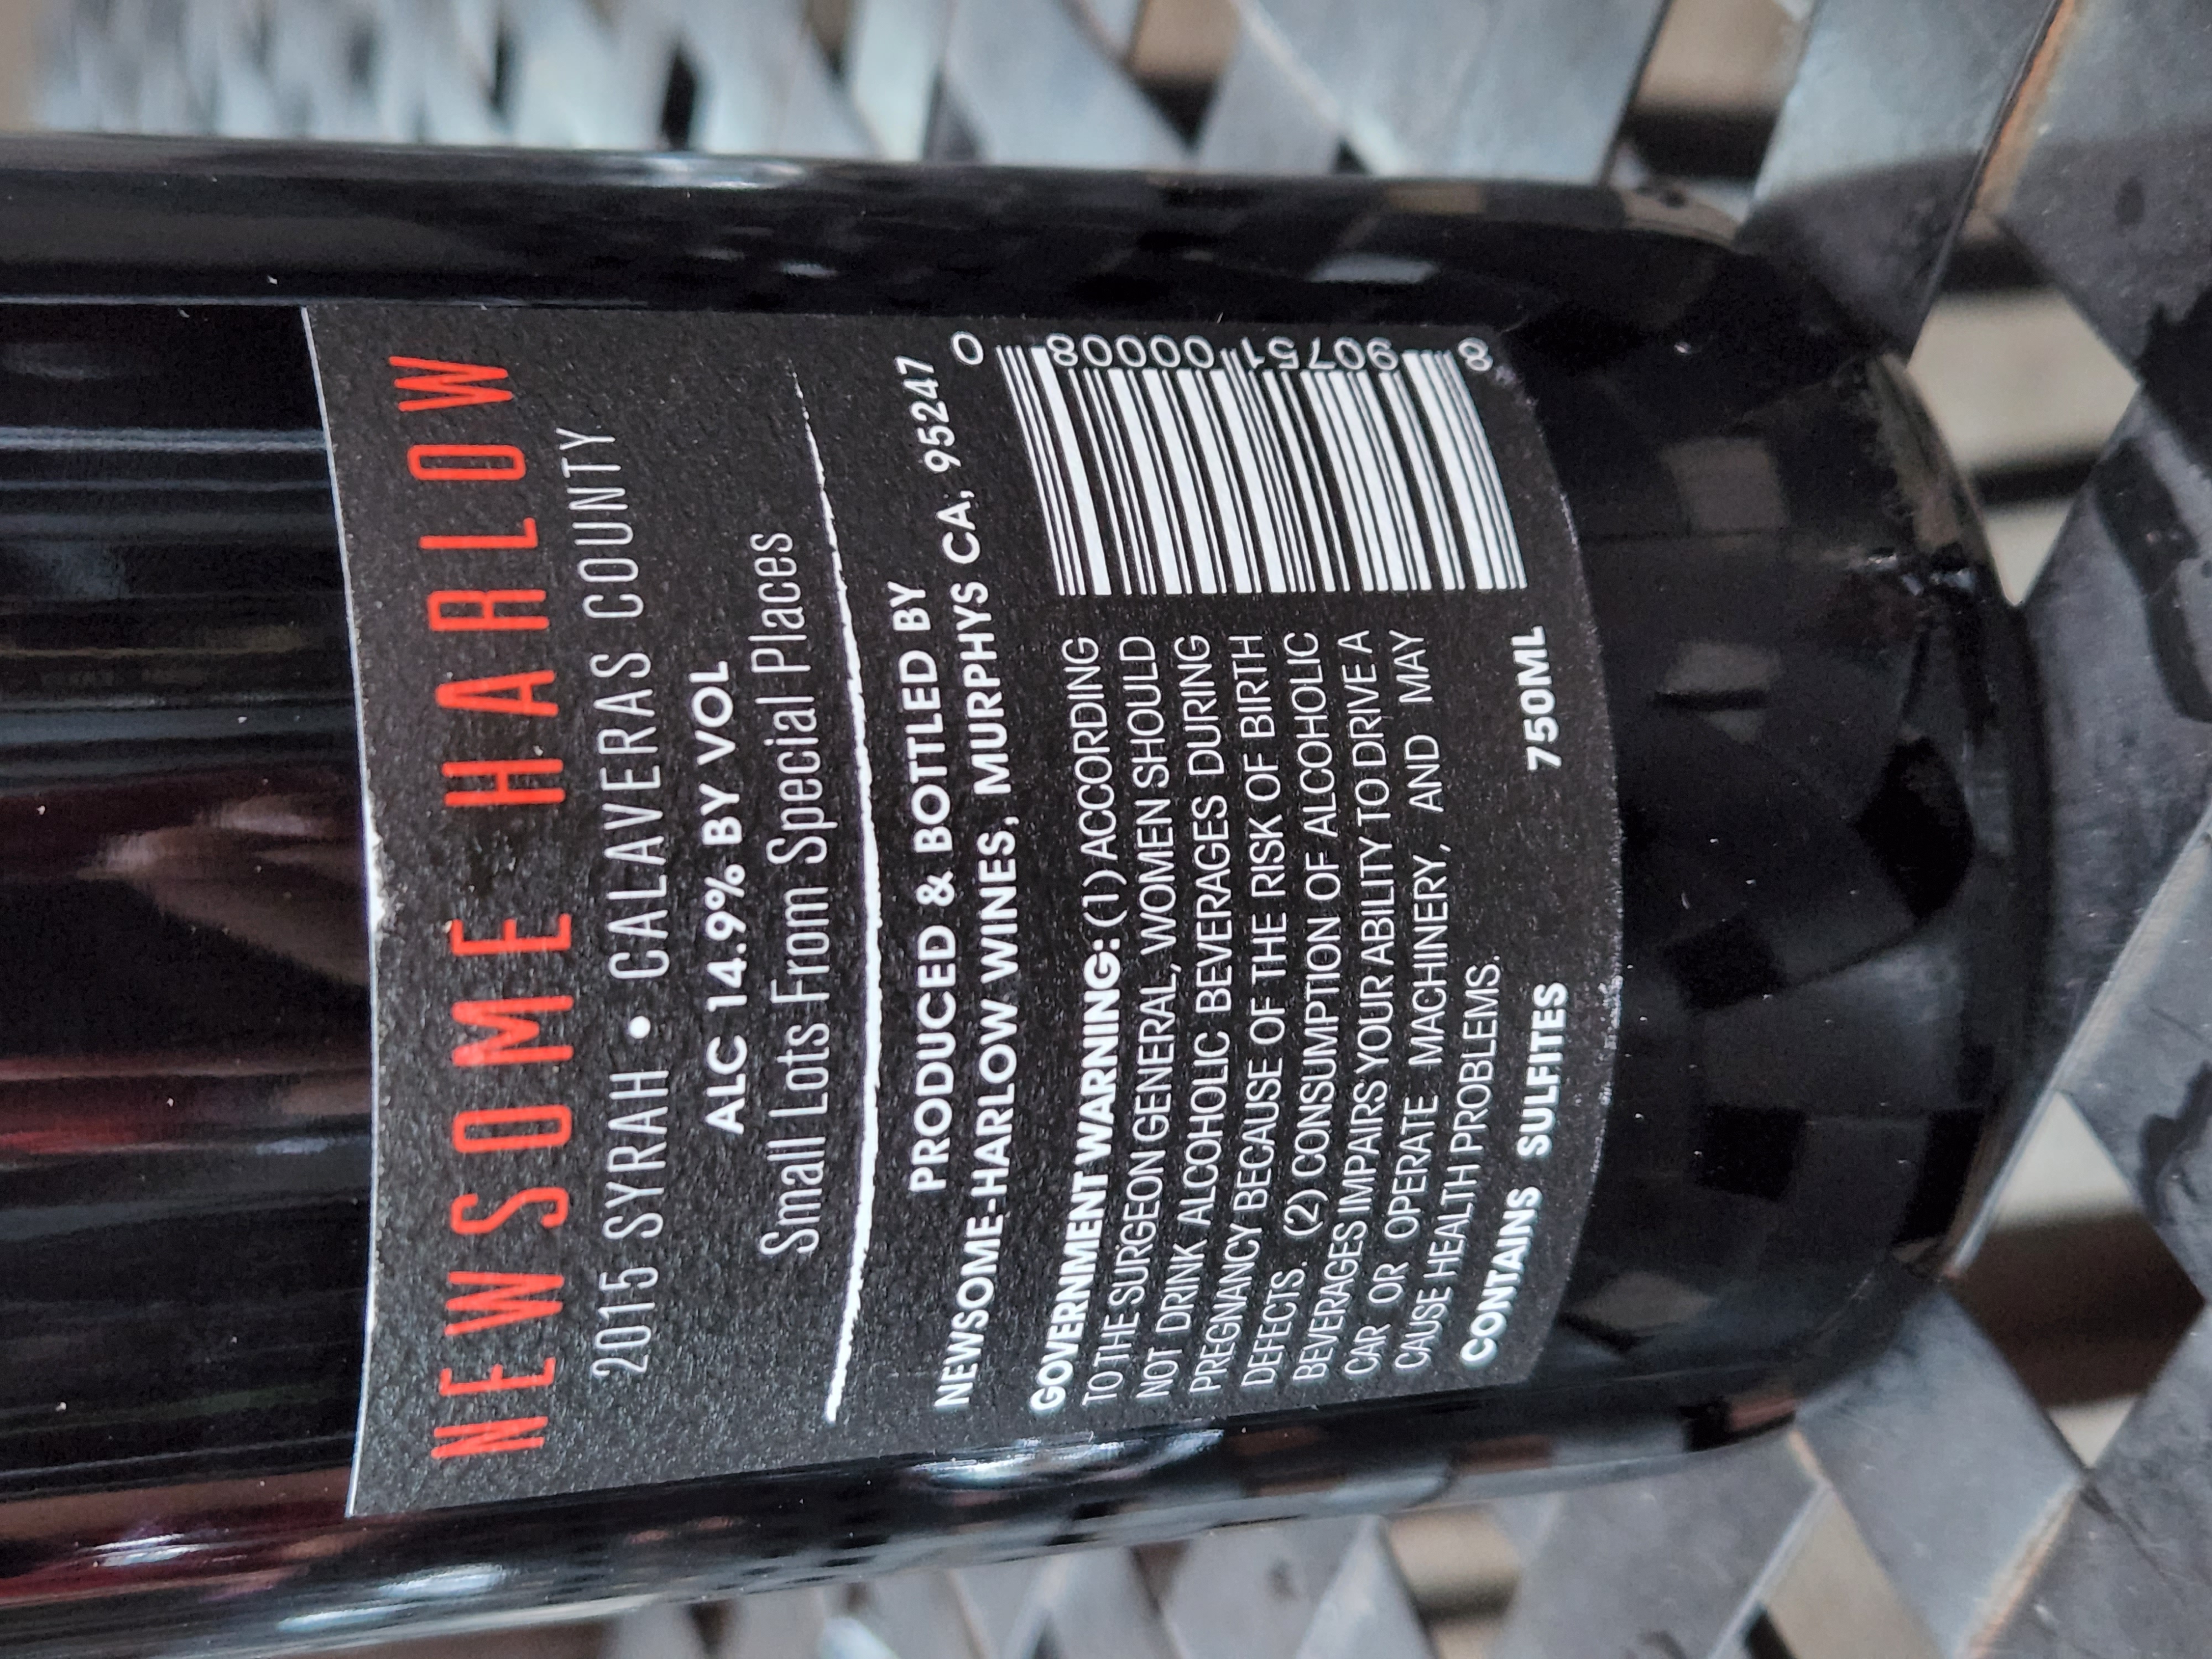 NEWSOME HARLOW
2015 SYRAH • CALAVERAS COUNTY
ALC 14.9% BY VOL
Small Lots From Special Places
PRODUCED & BOTTLED BY
NEWSOME-HARLOW WINES, MURPHYS CA, 95247
GOVERNMENT WARNING: (1) ACCORDING
TO THE SURGEON GENERAL, WOMEN SHOULD
NOT DRINK ALCOHOLIC BEVERAGES DURING
PREGNANCY BECAUSE OF THE RISK OF BIRTH
DEFECTS. (2) CONSUMPTION OF ALCOHOLIC
BEVERAGES IMPAIRS YOUR ABILITY TO DRIVE A
CAR OR OPERATE MACHINERY, AND MAY
CAUSE HEALTH PROBLEMS.
CONTAINS SULFITES 750ML
8 90751 00008 0